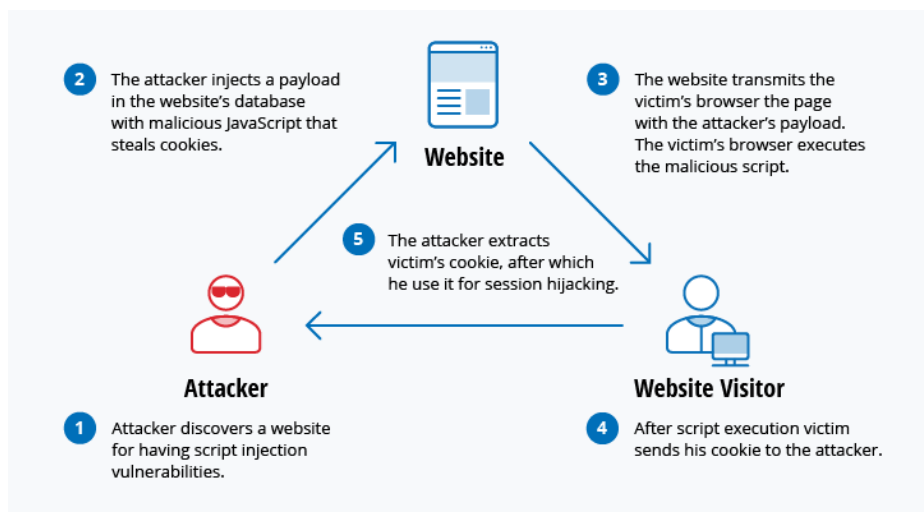 2
The attacker injects a payload
in the website's database
with malicious JavaScript that
steals cookies.
Website
3
The website transmits the
victim's browser the page
with the attacker's payload.
The victim's browser executes
the malicious script.
5
The attacker extracts
victim's cookie, after which
he use it for session hijacking.
Attacker
1
Attacker discovers a website
for having script injection
vulnerabilities.
Website Visitor
4
After script execution victim
sends his cookie to the attacker.